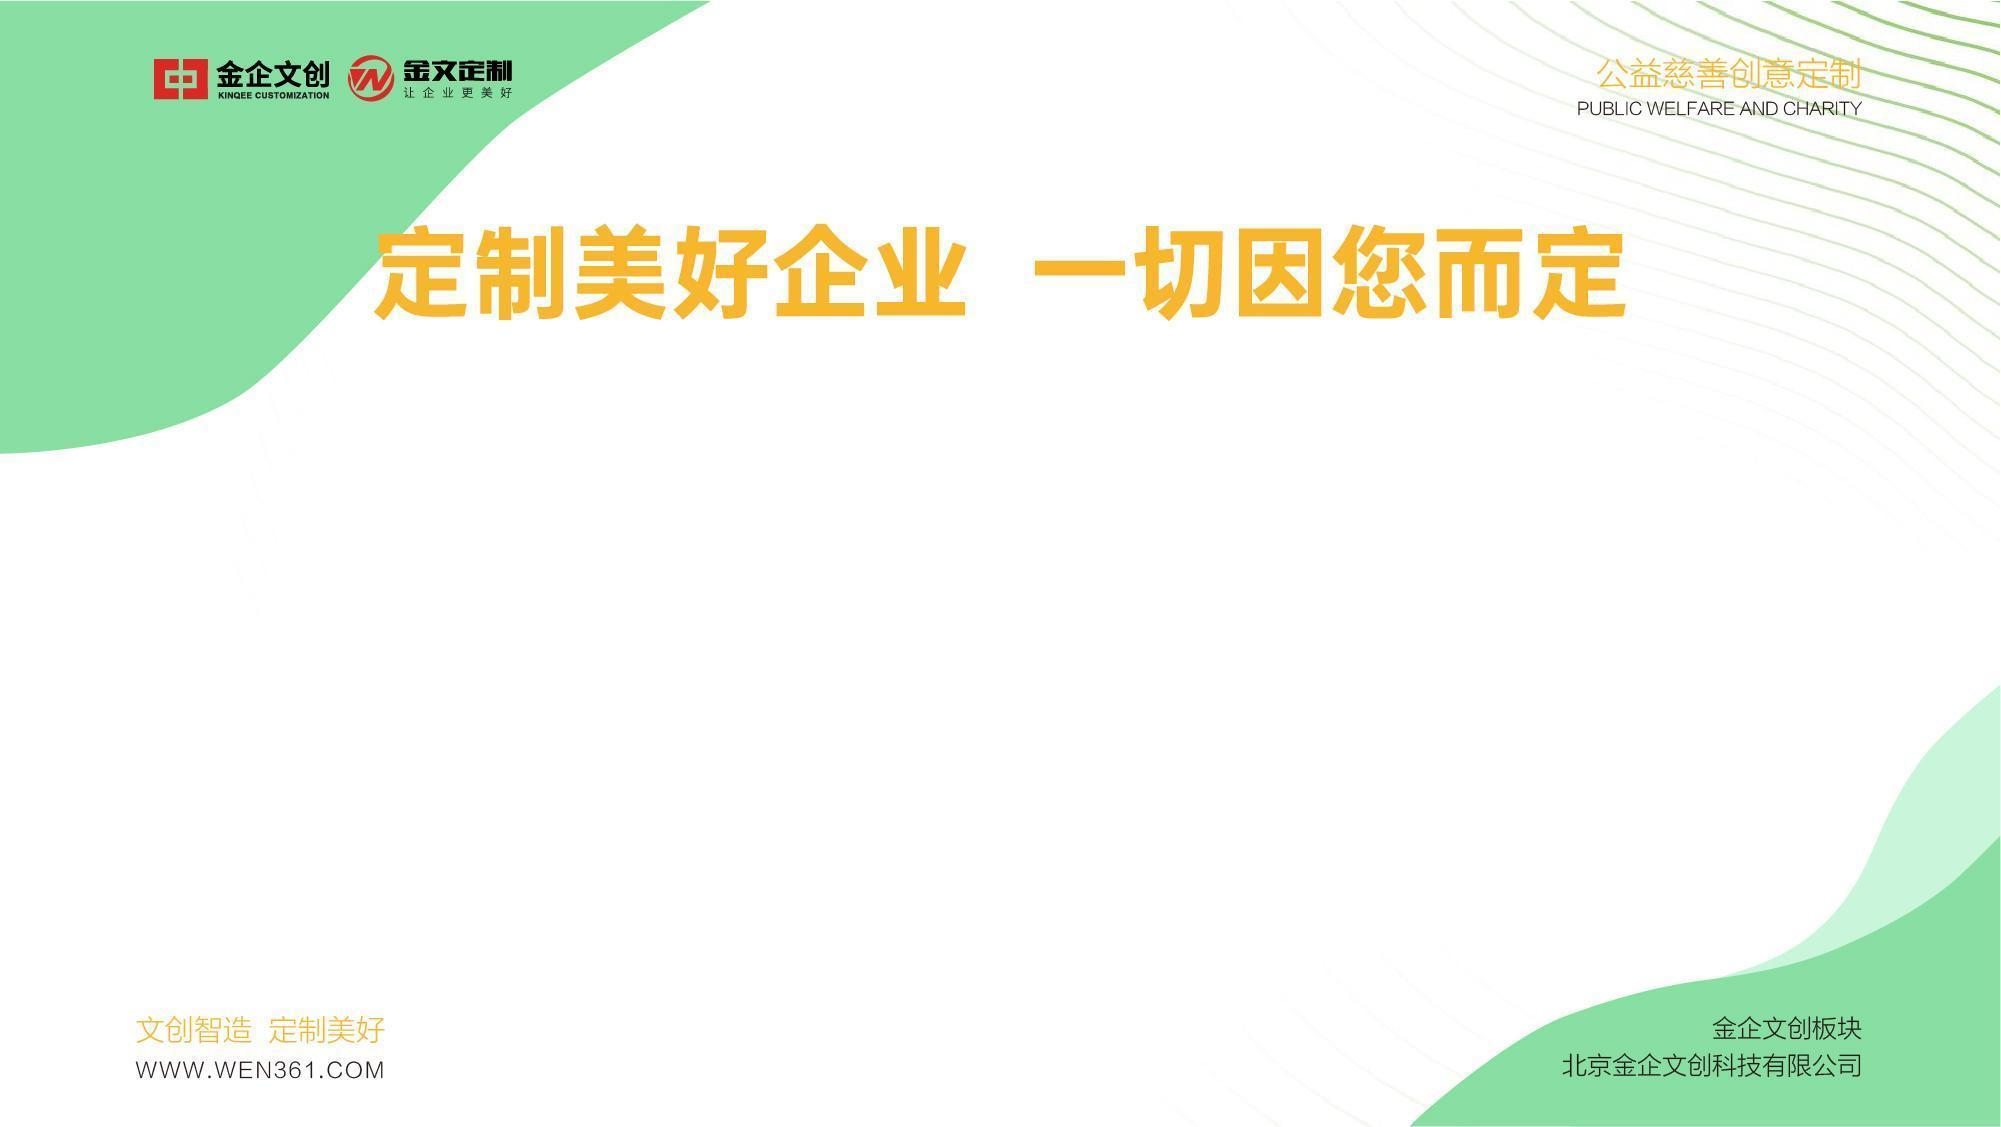 金企文创
KINQEE CUSTOMIZATION
金文定制
让企业更美好
公益慈善创意定制
PUBLIC WELFARE AND CHARITY
定制美好企业 一切因您而定
文创智造 定制美好
WWW.WEN361.COM
金企文创板块
北京金企文创科技有限公司